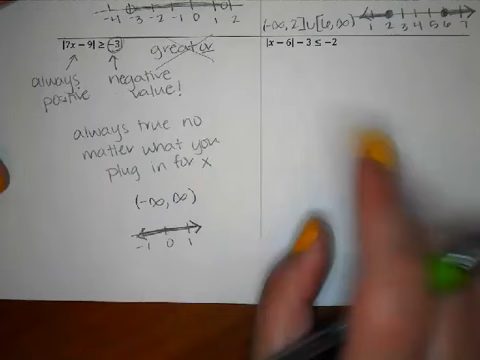 -4 -3 -2 -1 0 1 2
(-∞, 2] ∪ [6, ∞)
1 2 3 4 5 6 7
|7x − 9| ≥ −3
greator
always positive
negative value!
always true no
matter what you
plug in for x
(-∞, ∞)
-1 0 1
|x − 6| − 3 ≤ −2